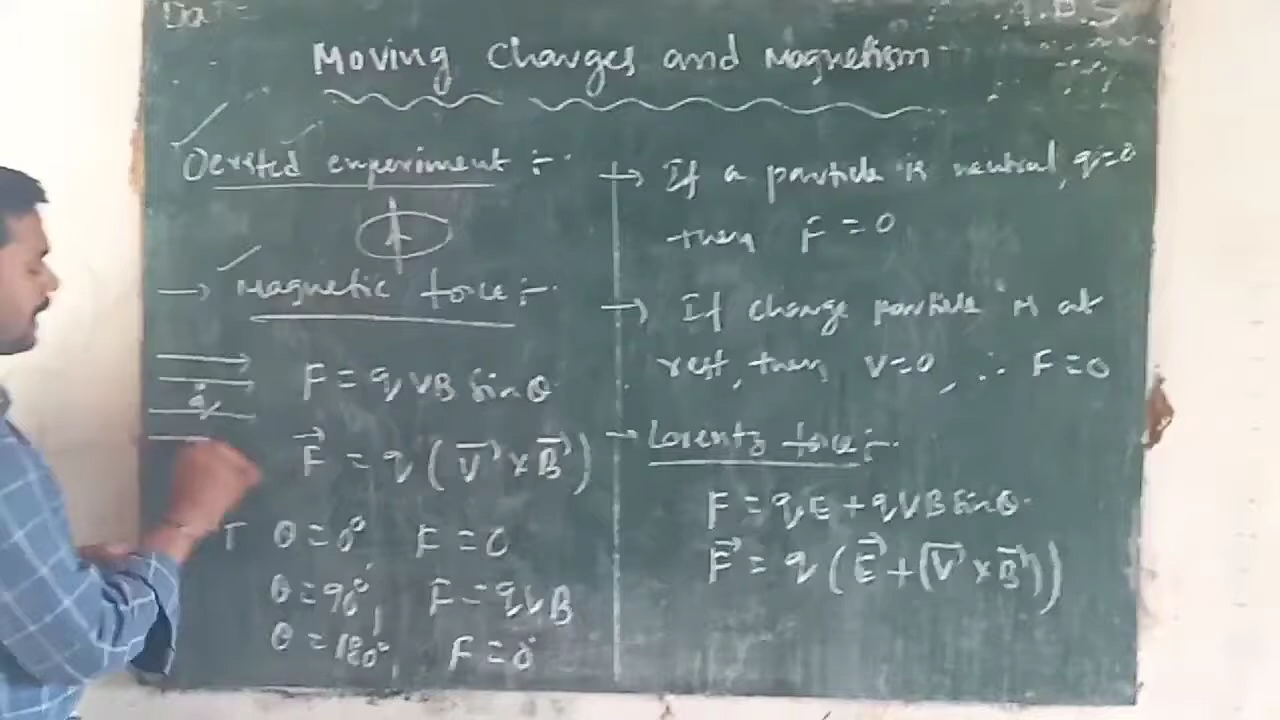 Moving Charges and Magnetism
Oersted experiment :-
→ Magnetic force :-
q
F = qVB Sinθ
F⃗ = q (V⃗ × B⃗)
θ = 0° F = 0
θ = 90°, F = qVB
θ = 180°, F = 0
→ If a particle is neutral, q=0
then F = 0
→ If charge particle is at
rest, then V=0, ∴ F=0
→ Lorentz force :-
F = qE + qVB Sinθ
F⃗ = q (E⃗ + (V⃗ × B⃗))